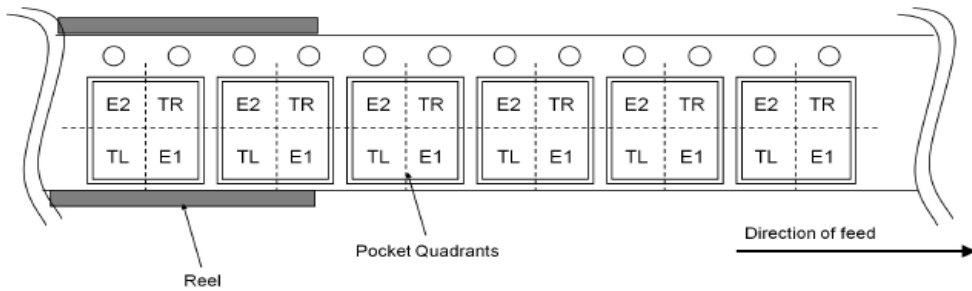 E2 TR E2 TR E2 TR E2 TR E2 TR E2 TR
TL E1 TL E1 TL E1 TL E1 TL E1 TL E1
Direction of feed
Pocket Quadrants
Reel